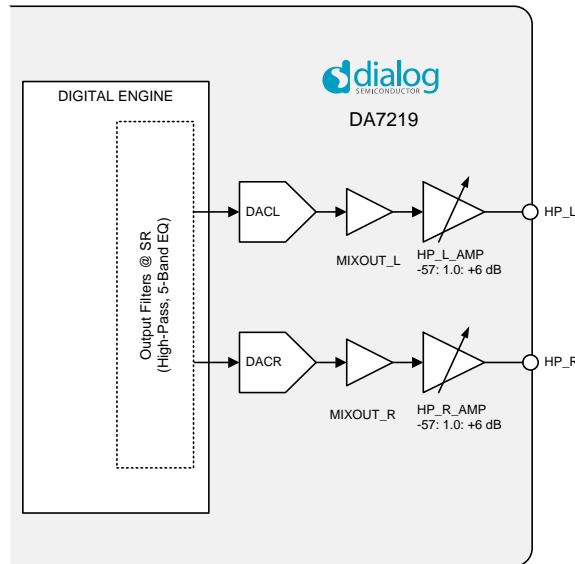 dialog
SEMICONDUCTOR
DIGITAL ENGINE
DA7219
Output Filters @ SR
(High-Pass, 5-Band EQ)
DACL
HP_L
MIXOUT_L
HP_L_AMP
-57: 1.0: +6 dB
DACR
HP_R
MIXOUT_R
HP_R_AMP
-57: 1.0: +6 dB